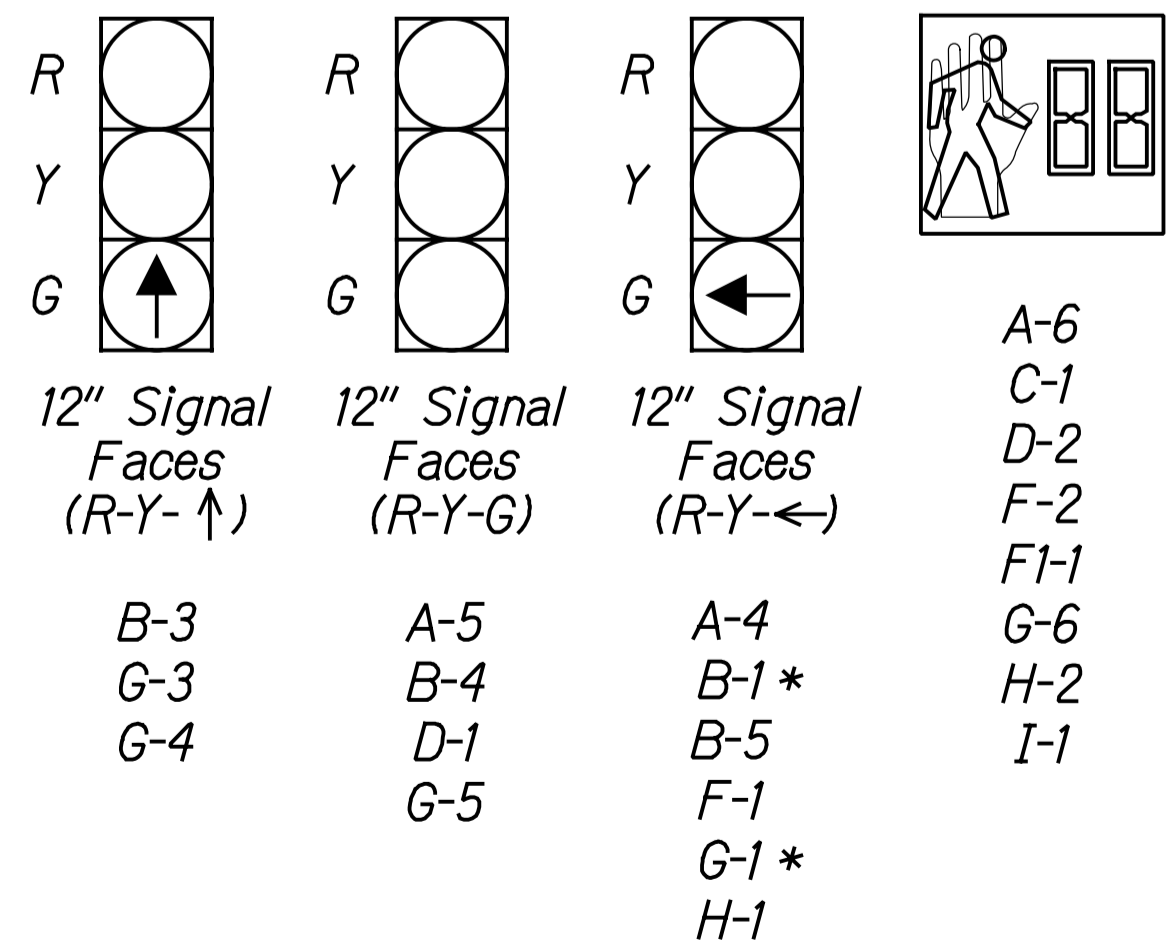 R
Y
G
12" Signal
Faces
(R-Y-↑)
B-3
G-3
G-4
R
Y
G
12" Signal
Faces
(R-Y-G)
A-5
B-4
D-1
G-5
R
Y
G
12" Signal
Faces
(R-Y-←)
A-4
B-1 *
B-5
F-1
G-1 *
H-1
88
A-6
C-1
D-2
F-2
F1-1
G-6
H-2
I-1